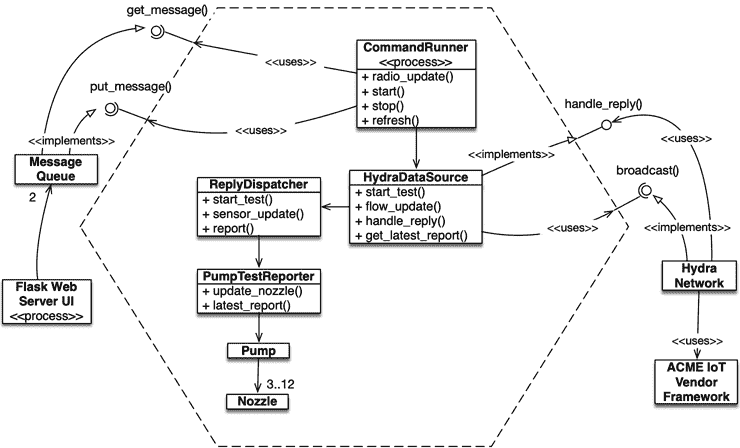 get_message()
<<uses>>
put_message()
<<uses>>
<<implements>>
Message
Queue
2
Flask Web
Server UI
<<process>>
CommandRunner
<<process>>
+ radio_update()
+ start()
+ stop()
+ refresh()
HydraDataSource
+ start_test()
+ flow_update()
+ handle_reply()
+ get_latest_report()
ReplyDispatcher
+ start_test()
+ sensor_update()
+ report()
PumpTestReporter
+ update_nozzle()
+ latest_report()
Pump
3..12
Nozzle
handle_reply()
<<implements>>
<<uses>>
broadcast()
<<uses>>
<<implements>>
Hydra
Network
<<uses>>
ACME IoT
Vendor
Framework